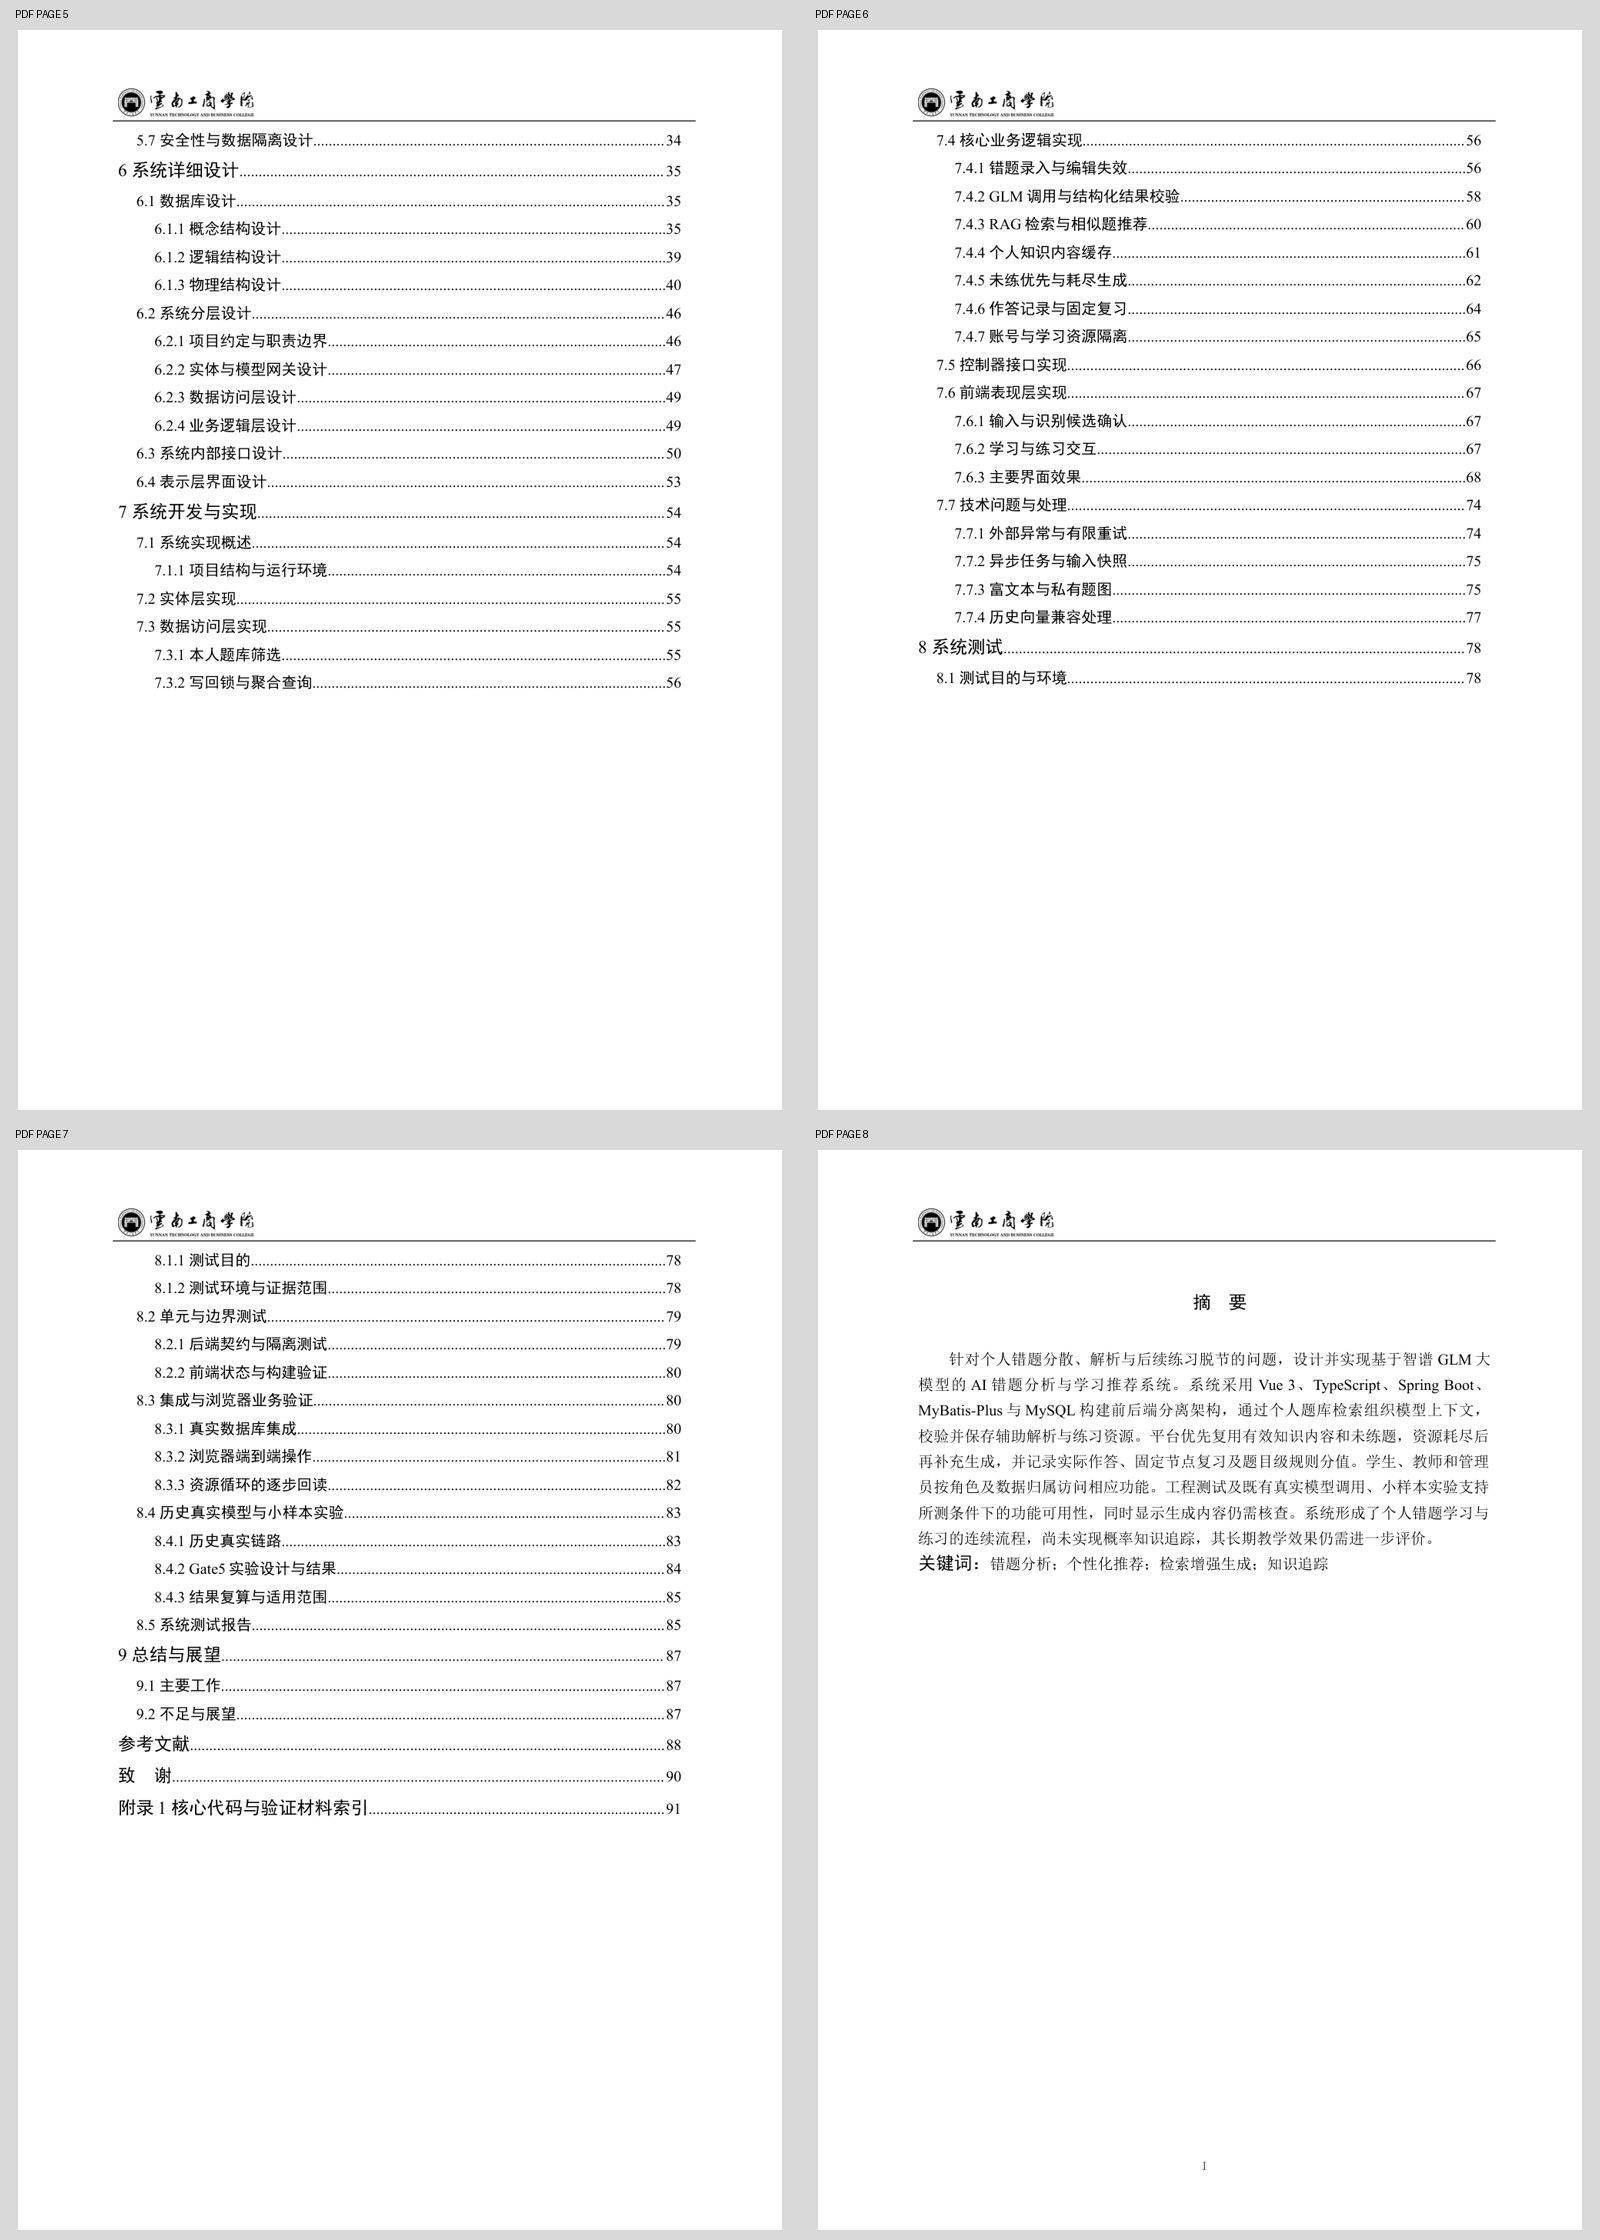 PDF PAGE 5
雲南工商學院
YUNNAN TECHNOLOGY AND BUSINESS COLLEGE
5.7 安全性与数据隔离设计....34
6 系统详细设计....35
6.1 数据库设计....35
6.1.1 概念结构设计....35
6.1.2 逻辑结构设计....39
6.1.3 物理结构设计....40
6.2 系统分层设计....46
6.2.1 项目约定与职责边界....46
6.2.2 实体与模型网关设计....47
6.2.3 数据访问层设计....49
6.2.4 业务逻辑层设计....49
6.3 系统内部接口设计....50
6.4 表示层界面设计....53
7 系统开发与实现....54
7.1 系统实现概述....54
7.1.1 项目结构与运行环境....54
7.2 实体层实现....55
7.3 数据访问层实现....55
7.3.1 本人题库筛选....55
7.3.2 写回锁与聚合查询....56
PDF PAGE 6
雲南工商學院
YUNNAN TECHNOLOGY AND BUSINESS COLLEGE
7.4 核心业务逻辑实现....56
7.4.1 错题录入与编辑失效....56
7.4.2 GLM 调用与结构化结果校验....58
7.4.3 RAG 检索与相似题推荐....60
7.4.4 个人知识内容缓存....61
7.4.5 未练优先与耗尽生成....62
7.4.6 作答记录与固定复习....64
7.4.7 账号与学习资源隔离....65
7.5 控制器接口实现....66
7.6 前端表现层实现....67
7.6.1 输入与识别候选确认....67
7.6.2 学习与练习交互....67
7.6.3 主要界面效果....68
7.7 技术问题与处理....74
7.7.1 外部异常与有限重试....74
7.7.2 异步任务与输入快照....75
7.7.3 富文本与私有题图....75
7.7.4 历史向量兼容处理....77
8 系统测试....78
8.1 测试目的与环境....78
PDF PAGE 7
雲南工商學院
YUNNAN TECHNOLOGY AND BUSINESS COLLEGE
8.1.1 测试目的....78
8.1.2 测试环境与证据范围....78
8.2 单元与边界测试....79
8.2.1 后端契约与隔离测试....79
8.2.2 前端状态与构建验证....80
8.3 集成与浏览器业务验证....80
8.3.1 真实数据库集成....80
8.3.2 浏览器端到端操作....81
8.3.3 资源循环的逐步回读....82
8.4 历史真实模型与小样本实验....83
8.4.1 历史真实链路....83
8.4.2 Gate5 实验设计与结果....84
8.4.3 结果复算与适用范围....85
8.5 系统测试报告....85
9 总结与展望....87
9.1 主要工作....87
9.2 不足与展望....87
参考文献....88
致 谢....90
附录 1 核心代码与验证材料索引....91
PDF PAGE 8
雲南工商學院
YUNNAN TECHNOLOGY AND BUSINESS COLLEGE
摘 要
针对个人错题分散、解析与后续练习脱节的问题，设计并实现基于智谱 GLM 大
模型的 AI 错题分析与学习推荐系统。系统采用 Vue 3、TypeScript、Spring Boot、
MyBatis-Plus 与 MySQL 构建前后端分离架构，通过个人题库检索组织模型上下文，
校验并保存辅助解析与练习资源。平台优先复用有效知识内容和未练题，资源耗尽后
再补充生成，并记录实际作答、固定节点复习及题目级规则分值。学生、教师和管理
员按角色及数据归属访问相应功能。工程测试及既有真实模型调用、小样本实验支持
所测条件下的功能可用性，同时显示生成内容仍需核查。系统形成了个人错题学习与
练习的连续流程，尚未实现概率知识追踪，其长期教学效果仍需进一步评价。
关键词：错题分析；个性化推荐；检索增强生成；知识追踪
I